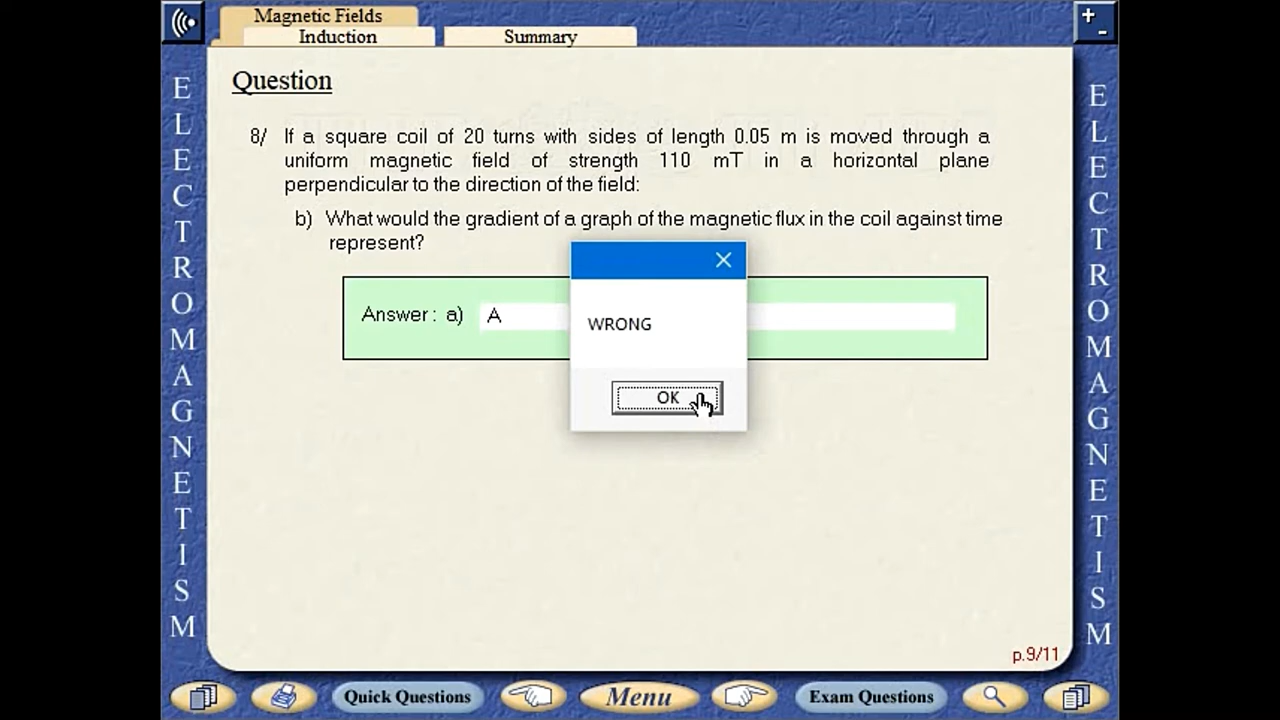 Magnetic Fields
Induction
Summary
+
-
ELECTROMAGNETISM
Question
8/ If a square coil of 20 turns with sides of length 0.05 m is moved through a
uniform magnetic field of strength 110 mT in a horizontal plane
perpendicular to the direction of the field:
b) What would the gradient of a graph of the magnetic flux in the coil against time
represent?
Answer : a) A
WRONG
OK
ELECTROMAGNETISM
p.9/11
Quick Questions
Menu
Exam Questions